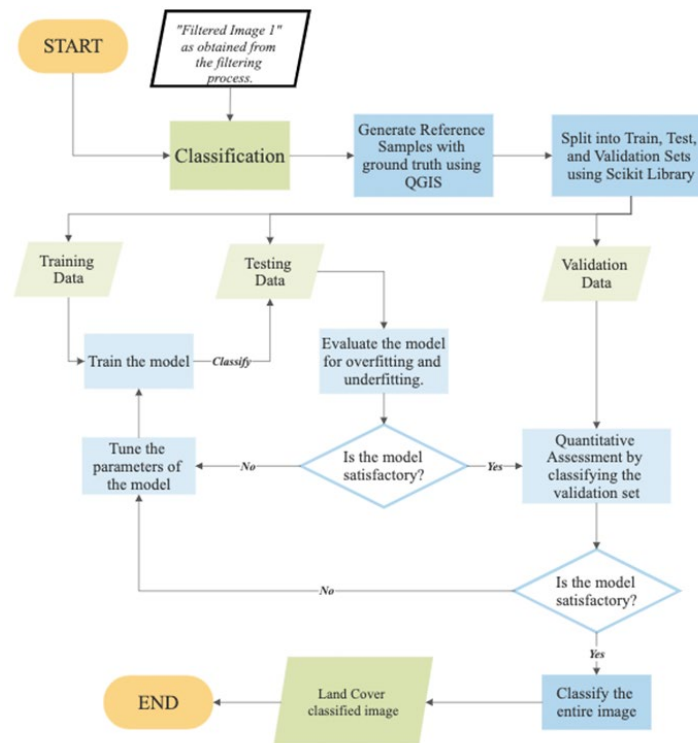 START
"Filtered Image 1"
as obtained from
the filtering
process.
Classification
Generate Reference
Samples with
ground truth using
QGIS
Split into Train, Test,
and Validation Sets
using Scikit Library
Training
Data
Testing
Data
Validation
Data
Train the model
Classify
Evaluate the model
for overfitting and
underfitting.
Tune the
parameters of
the model
No
Is the model
satisfactory?
Yes
Quantitative
Assessment by
classifying the
validation set
No
Is the model
satisfactory?
Yes
END
Land Cover
classified image
Classify the
entire image